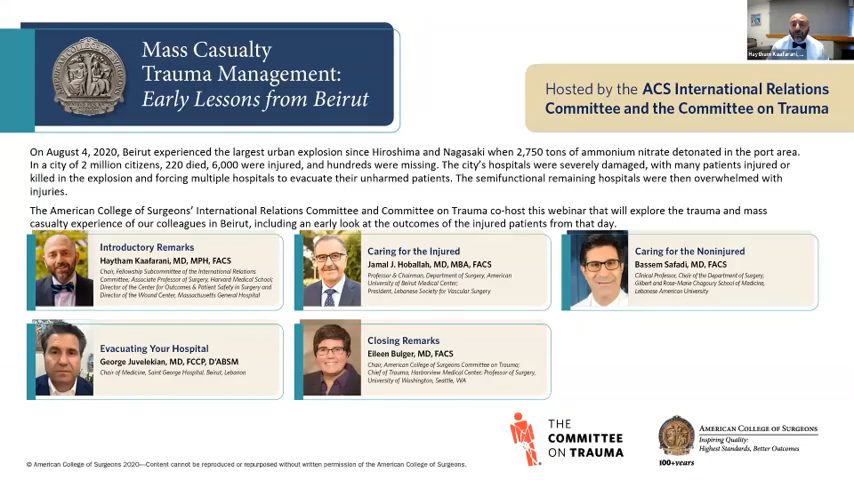 Haytham Kaafarani, ...
Mass Casualty
Trauma Management:
Early Lessons from Beirut
Hosted by the ACS International Relations
Committee and the Committee on Trauma
On August 4, 2020, Beirut experienced the largest urban explosion since Hiroshima and Nagasaki when 2,750 tons of ammonium nitrate detonated in the port area.
In a city of 2 million citizens, 220 died, 6,000 were injured, and hundreds were missing. The city's hospitals were severely damaged, with many patients injured or
killed in the explosion and forcing multiple hospitals to evacuate their unharmed patients. The semifunctional remaining hospitals were then overwhelmed with
injuries.
The American College of Surgeons' International Relations Committee and Committee on Trauma co-host this webinar that will explore the trauma and mass
casualty experience of our colleagues in Beirut, including an early look at the outcomes of the injured patients from that day.
Introductory Remarks
Haytham Kaafarani, MD, MPH, FACS
Chair, Fellowship Subcommittee of the International Relations
Committee; Associate Professor of Surgery, Harvard Medical School;
Director of the Center for Outcomes & Patient Safety in Surgery and
Director of the Wound Center, Massachusetts General Hospital
Caring for the Injured
Jamal J. Hoballah, MD, MBA, FACS
Professor & Chairman, Department of Surgery, American
University of Beirut Medical Center;
President, Lebanese Society for Vascular Surgery
Caring for the Noninjured
Bassem Safadi, MD, FACS
Clinical Professor, Chair of the Department of Surgery,
Gilbert and Rose-Marie Chagoury School of Medicine,
Lebanese American University
Evacuating Your Hospital
George Juvelekian, MD, FCCP, D'ABSM
Chair of Medicine, Saint George Hospital, Beirut, Lebanon
Closing Remarks
Eileen Bulger, MD, FACS
Chair, American College of Surgeons Committee on Trauma;
Chief of Trauma, Harborview Medical Center; Professor of Surgery,
University of Washington, Seattle, WA
THE
COMMITTEE
ON TRAUMA
AMERICAN COLLEGE OF SURGEONS
Inspiring Quality:
Highest Standards, Better Outcomes
100+years
© American College of Surgeons 2020—Content cannot be reproduced or repurposed without written permission of the American College of Surgeons.